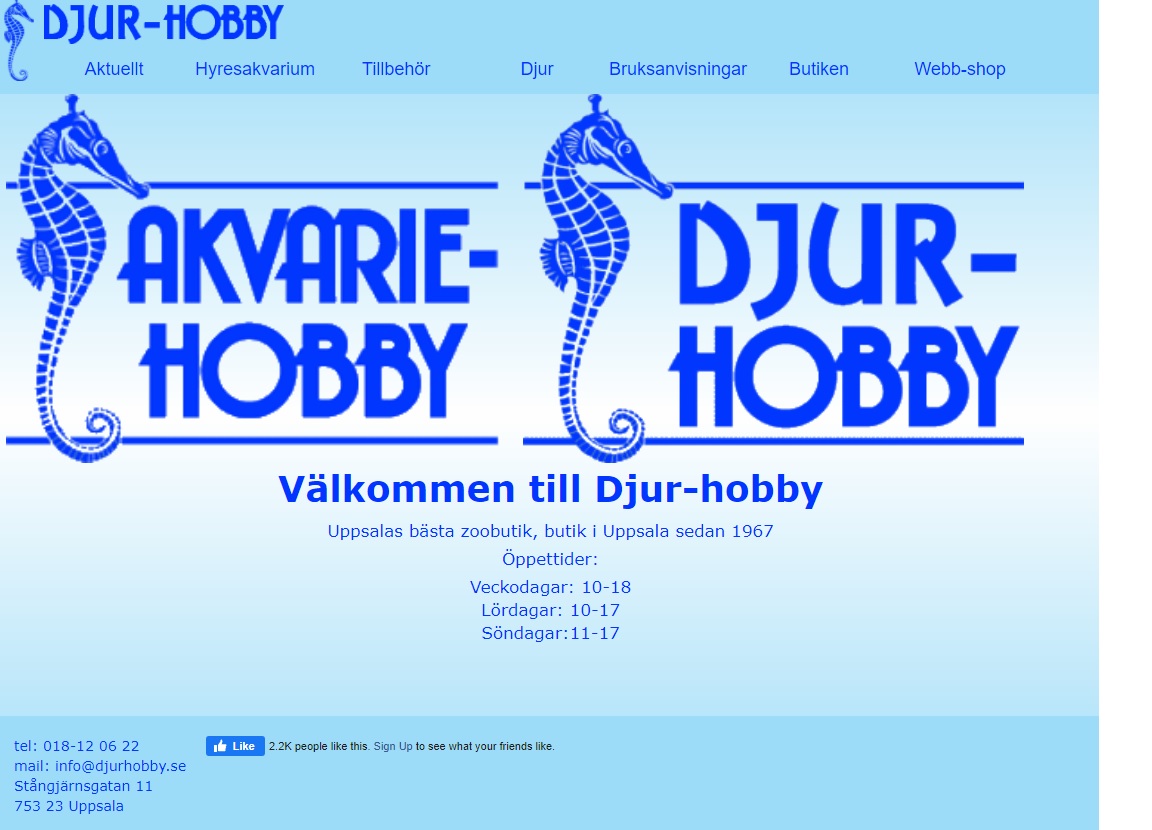 DJUR-HOBBY
Aktuellt Hyresakvarium Tillbehör Djur Bruksanvisningar Butiken Webb-shop
AKVARIE-
HOBBY
DJUR-
HOBBY
Välkommen till Djur-hobby
Uppsalas bästa zoobutik, butik i Uppsala sedan 1967
Öppettider:
Veckodagar: 10-18
Lördagar: 10-17
Söndagar:11-17
tel: 018-12 06 22
mail: info@djurhobby.se
Stångjärnsgatan 11
753 23 Uppsala
Like 2.2K people like this. Sign Up to see what your friends like.